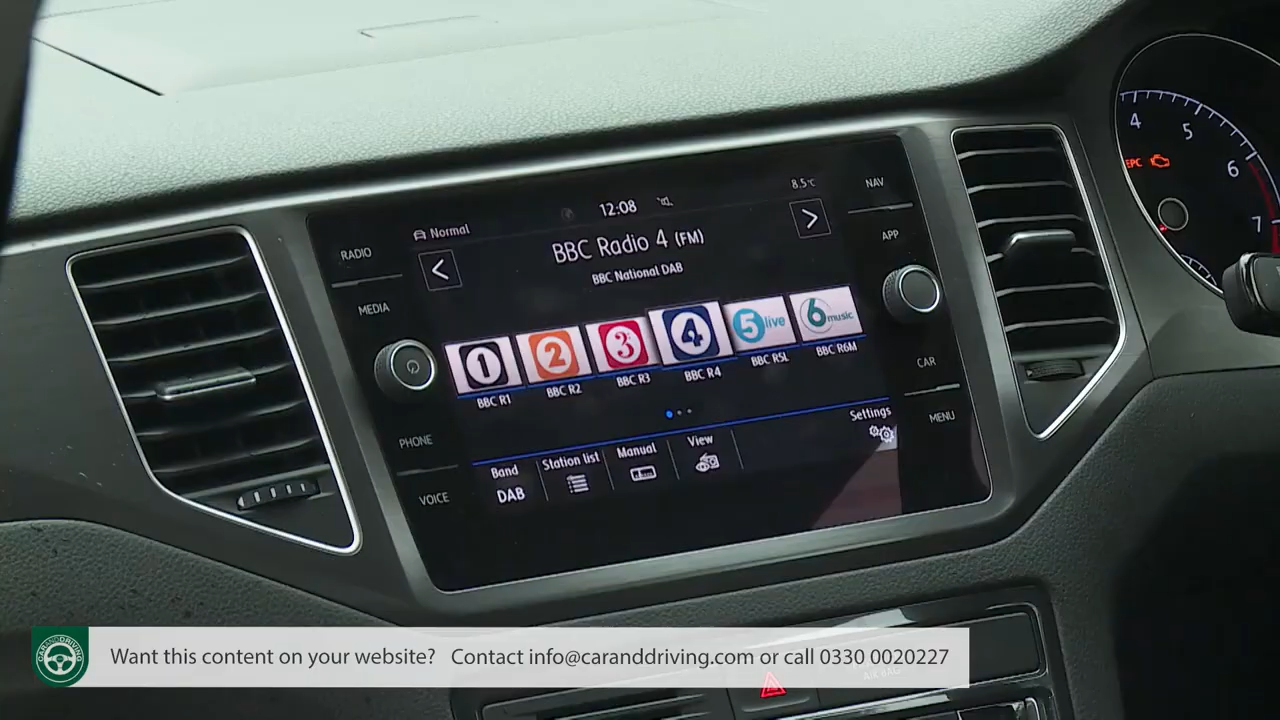 RADIO
MEDIA
PHONE
VOICE
Normal
12:08
8.5°C
BBC Radio 4 (FM)
BBC National DAB
1
2
3
4
5 live
6 music
BBC R1
BBC R2
BBC R3
BBC R4
BBC R5L
BBC R6M
Band
DAB
Station list
Manual
View
Settings
NAV
APP
CAR
MENU
4
5
6
7
EPC
CARANDDRIVING
Want this content on your website? Contact info@caranddriving.com or call 0330 0020227
AIR BAG